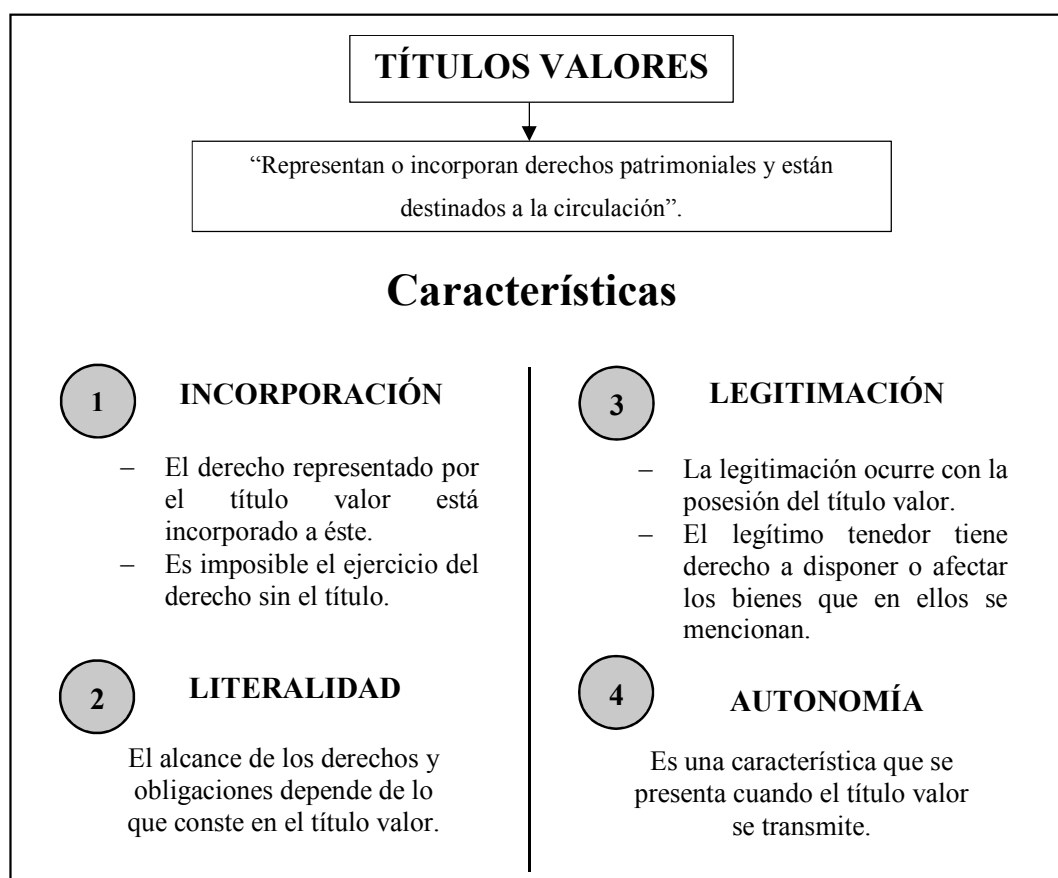 TÍTULOS VALORES
“Representan o incorporan derechos patrimoniales y están
destinados a la circulación”.
Características
1
INCORPORACIÓN
– El derecho representado por
el título valor está
incorporado a éste.
– Es imposible el ejercicio del
derecho sin el título.
2
LITERALIDAD
El alcance de los derechos y
obligaciones depende de lo
que conste en el título valor.
3
LEGITIMACIÓN
– La legitimación ocurre con la
posesión del título valor.
– El legítimo tenedor tiene
derecho a disponer o afectar
los bienes que en ellos se
mencionan.
4
AUTONOMÍA
Es una característica que se
presenta cuando el título valor
se transmite.